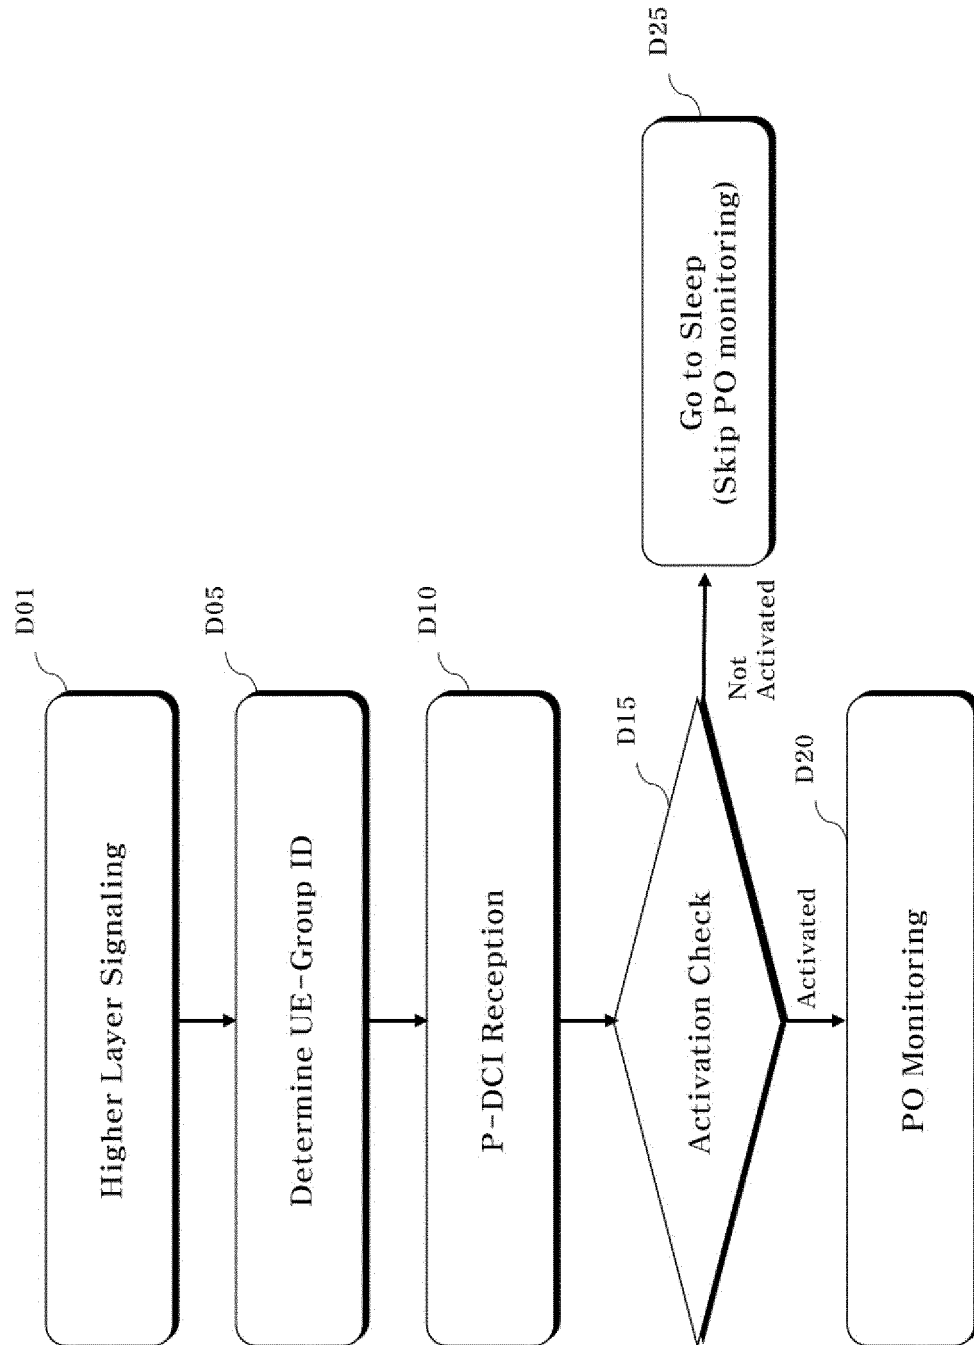 D01
Higher Layer Signaling
D05
Determine UE-Group ID
D10
P-DCI Reception
D15
Activation Check
Not
Activated
D25
Go to Sleep
(Skip PO monitoring)
Activated
D20
PO Monitoring